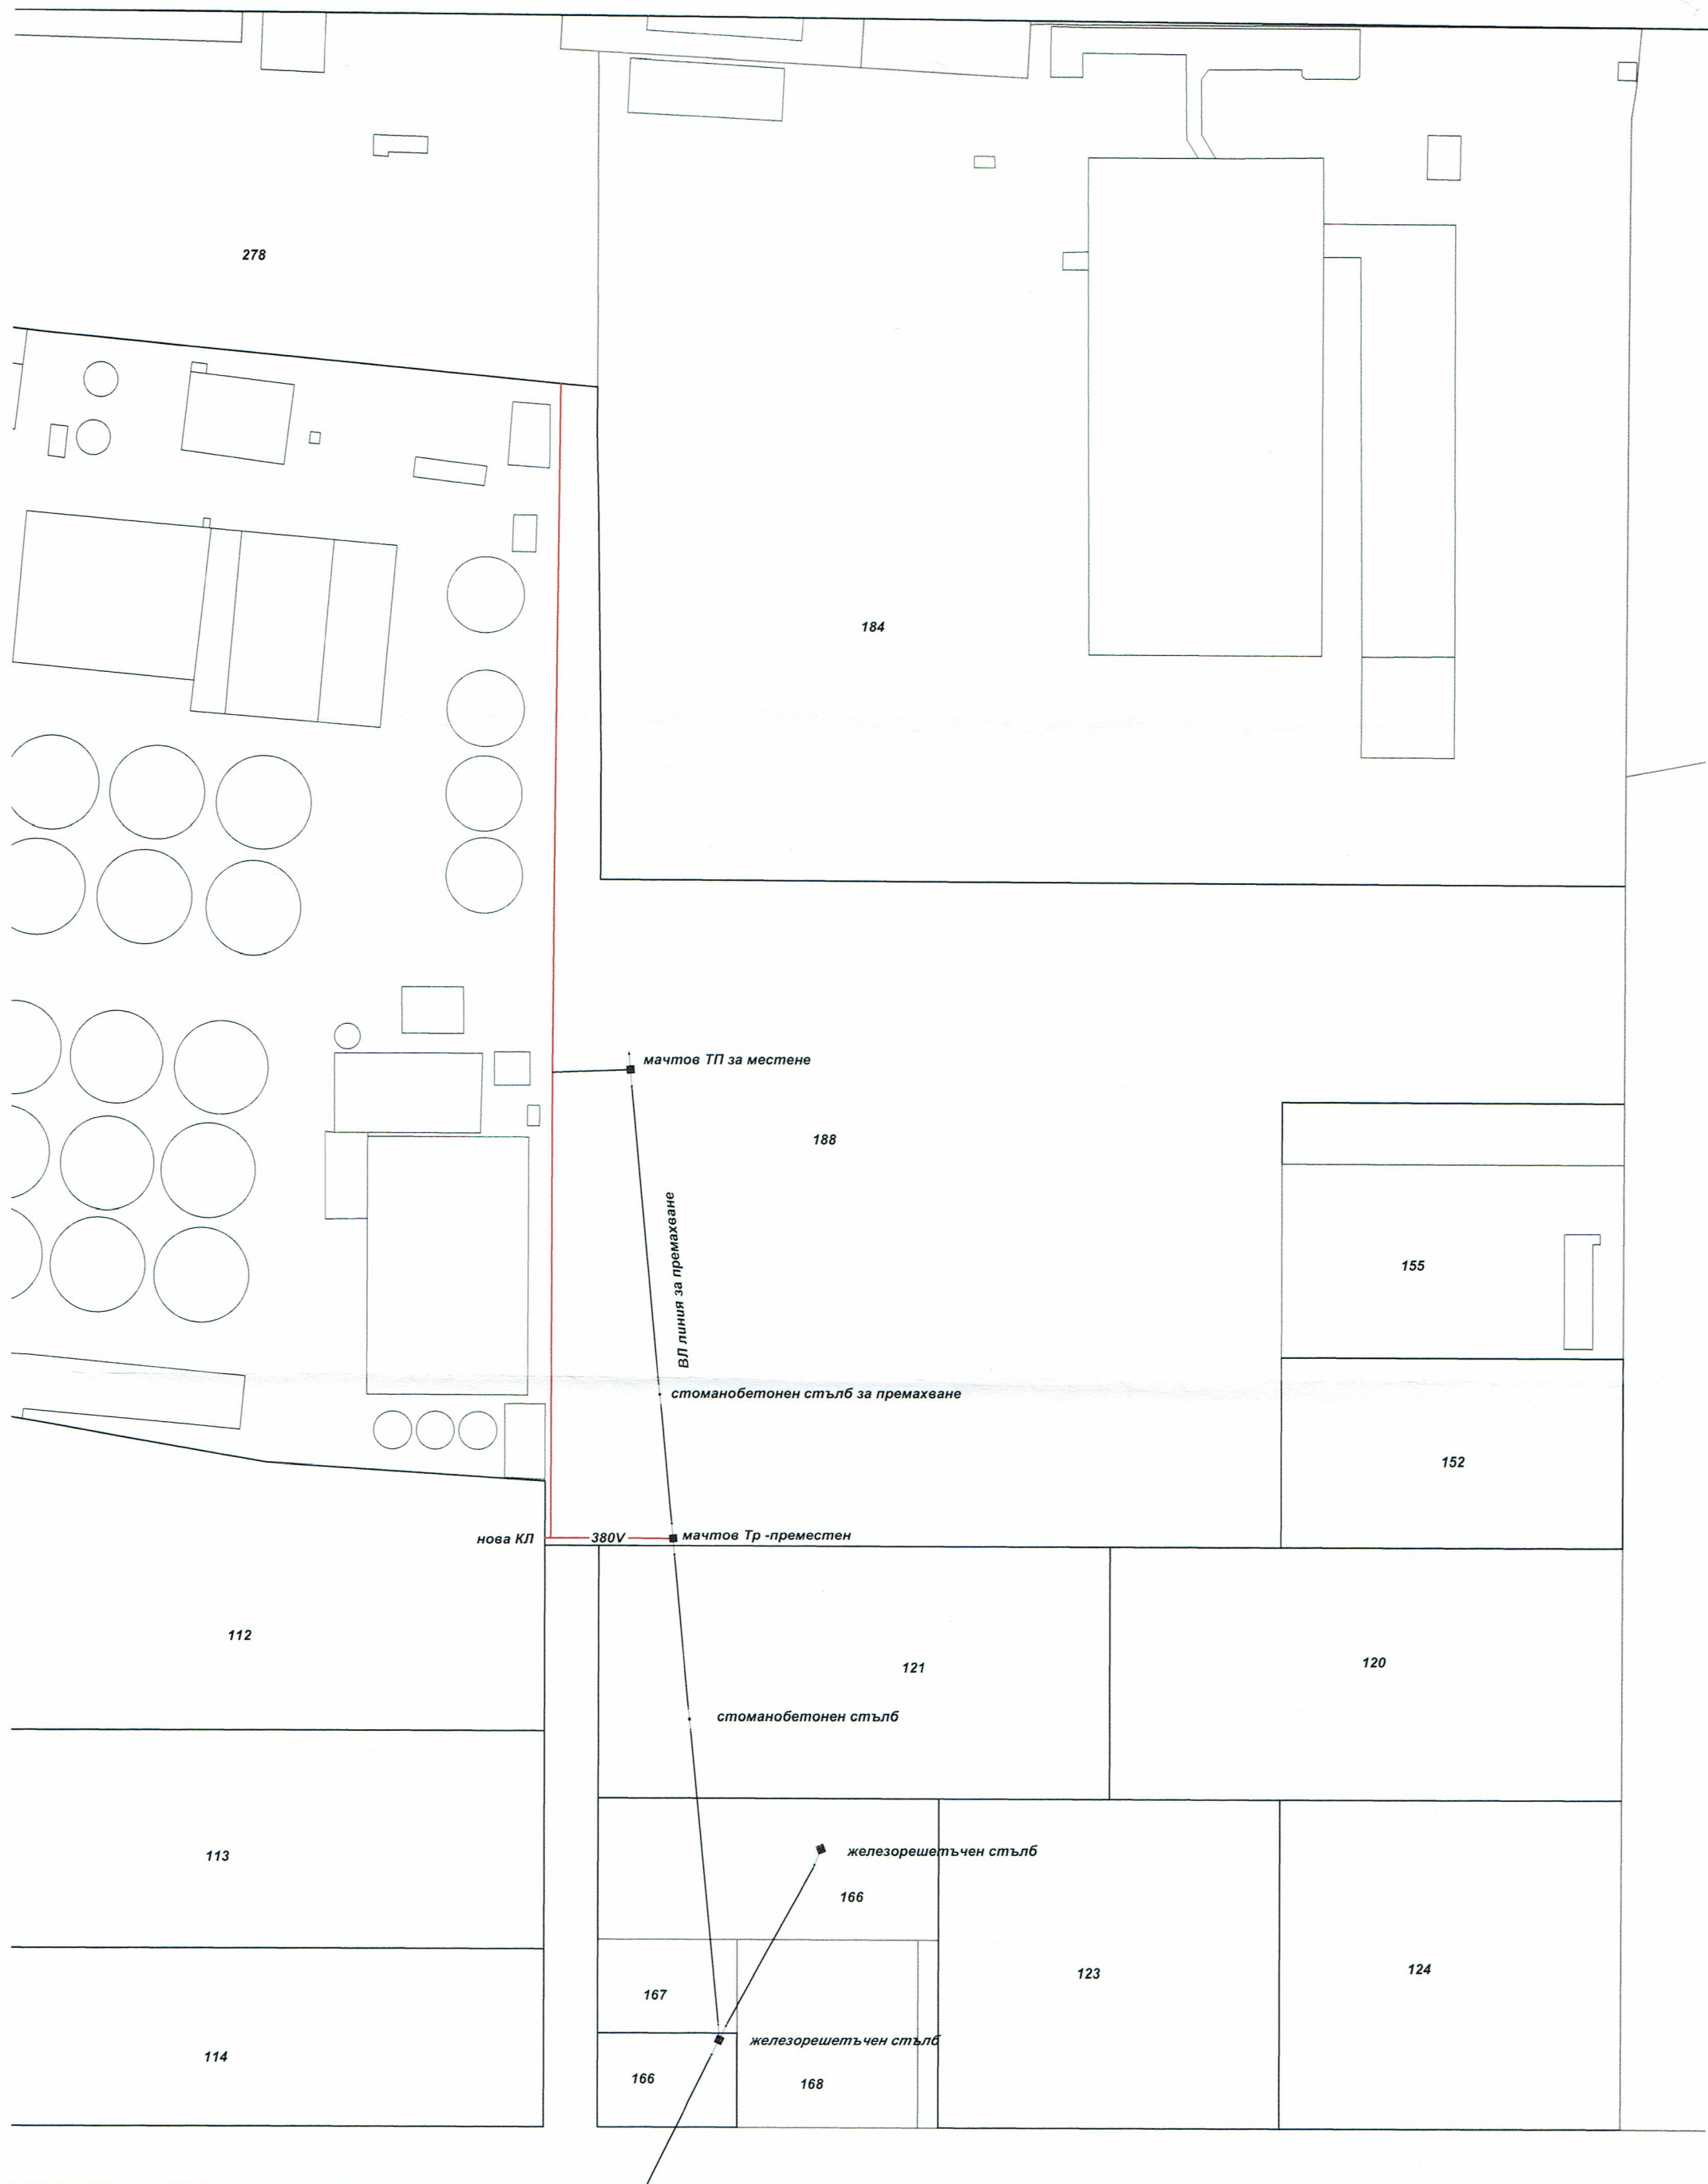 278
184
мачтов ТП за местене
188
ВЛ линия за премахване
155
стоманобетонен стълб за премахване
152
нова КЛ
380V
мачтов Тр -преместен
112
121
120
стоманобетонен стълб
113
железорешетъчен стълб
166
123
124
167
железорешетъчен стълб
114
166
168